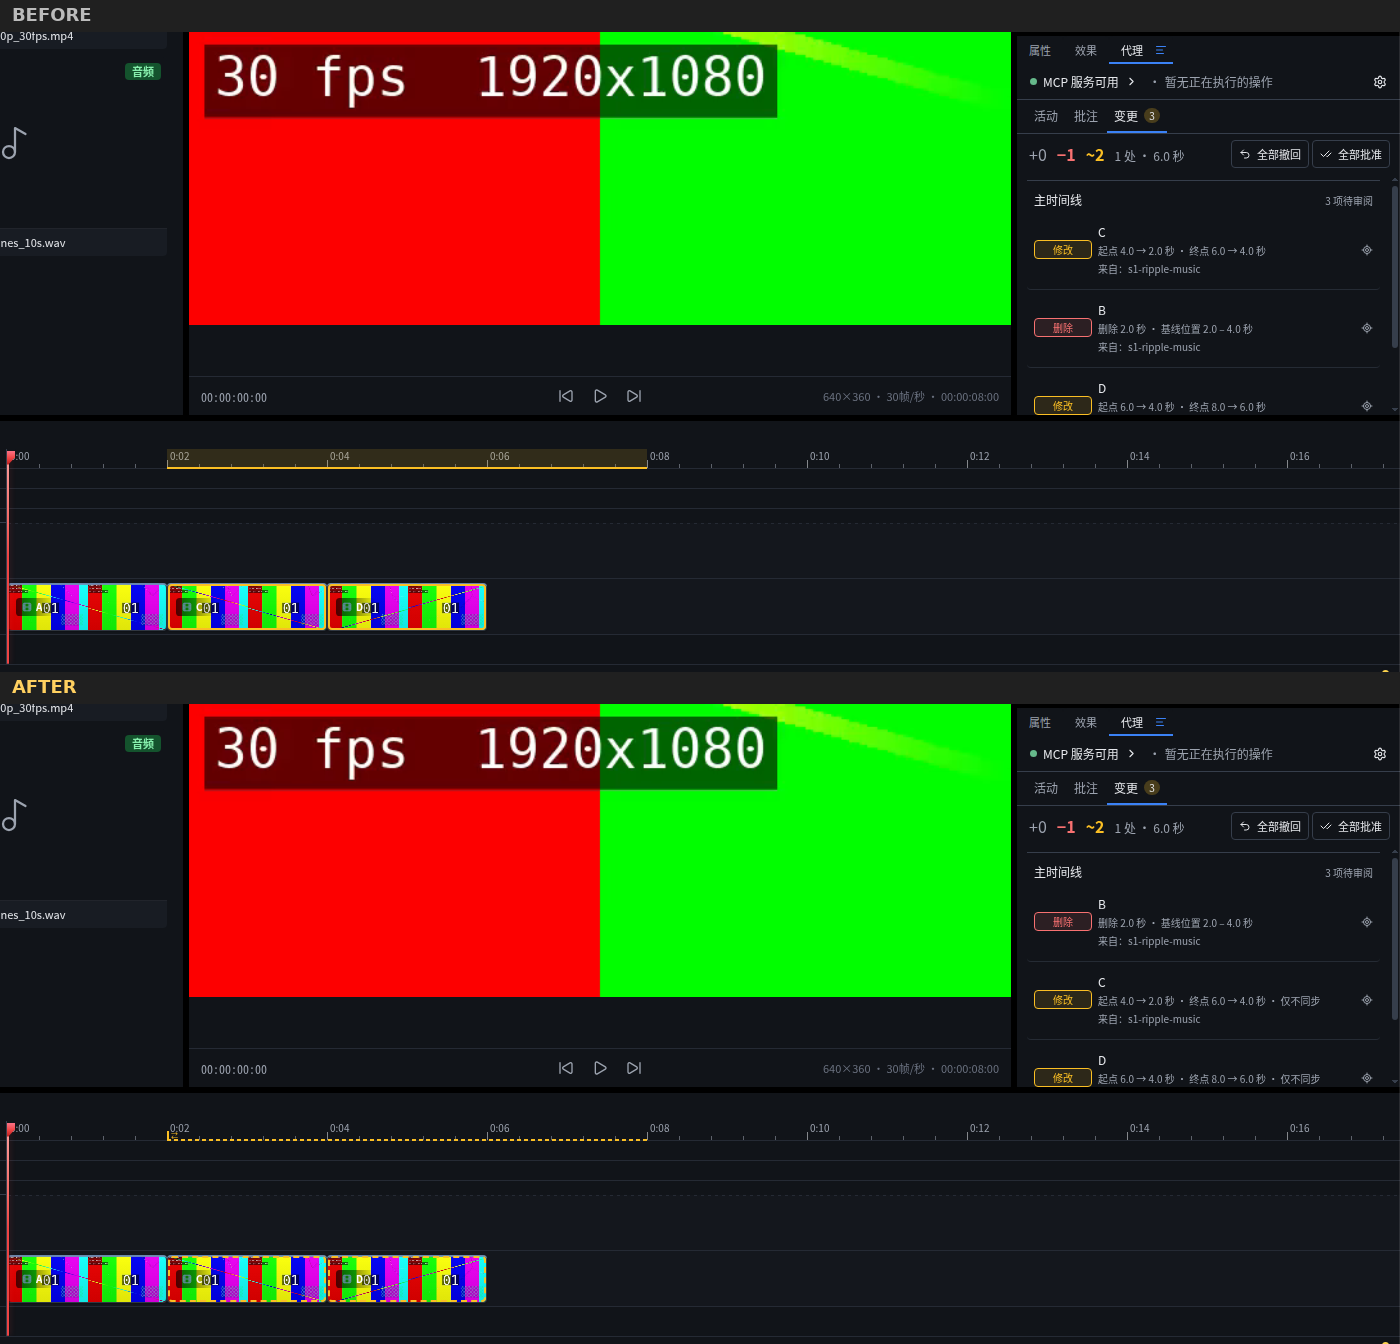 BEFORE
0p_30fps.mp4
音频
nes_10s.wav
30 fps 1920x1080
00:00:00:00
640×360 • 30帧/秒 • 00:00:08:00
属性 效果 代理
MCP 服务可用 • 暂无正在执行的操作
活动 批注 变更 3
+0 −1 ~2 1 处 • 6.0 秒 全部撤回 全部批准
主时间线 3 项待审阅
C
修改 起点 4.0 → 2.0 秒 • 终点 6.0 → 4.0 秒
来自: s1-ripple-music
B
删除 删除 2.0 秒 • 基线位置 2.0 – 4.0 秒
来自: s1-ripple-music
D
修改 起点 6.0 → 4.0 秒 • 终点 8.0 → 6.0 秒
:00 0:02 0:04 0:06 0:08 0:10 0:12 0:14 0:16
A 01 01 C 01 01 D 01 01
AFTER
0p_30fps.mp4
音频
nes_10s.wav
30 fps 1920x1080
00:00:00:00
640×360 • 30帧/秒 • 00:00:08:00
属性 效果 代理
MCP 服务可用 • 暂无正在执行的操作
活动 批注 变更 3
+0 −1 ~2 1 处 • 6.0 秒 全部撤回 全部批准
主时间线 3 项待审阅
B
删除 删除 2.0 秒 • 基线位置 2.0 – 4.0 秒
来自: s1-ripple-music
C
修改 起点 4.0 → 2.0 秒 • 终点 6.0 → 4.0 秒 • 仅不同步
来自: s1-ripple-music
D
修改 起点 6.0 → 4.0 秒 • 终点 8.0 → 6.0 秒 • 仅不同步
:00 0:02 0:04 0:06 0:08 0:10 0:12 0:14 0:16
A 01 01 C 01 01 D 01 01